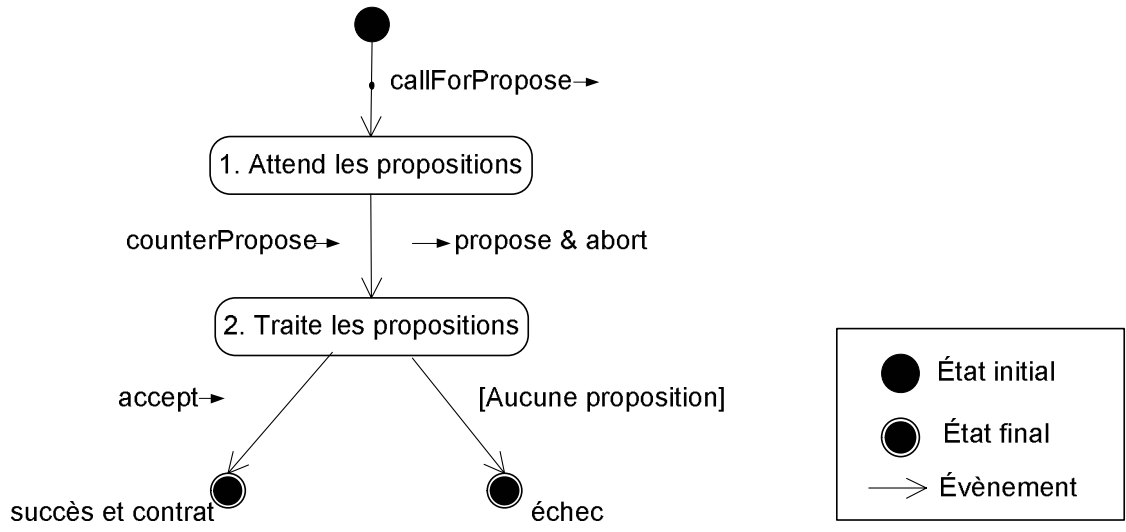 callForPropose
1. Attend les propositions
counterPropose
propose & abort
2. Traite les propositions
accept
[Aucune proposition]
succès et contrat
échec
État initial
État final
Évènement